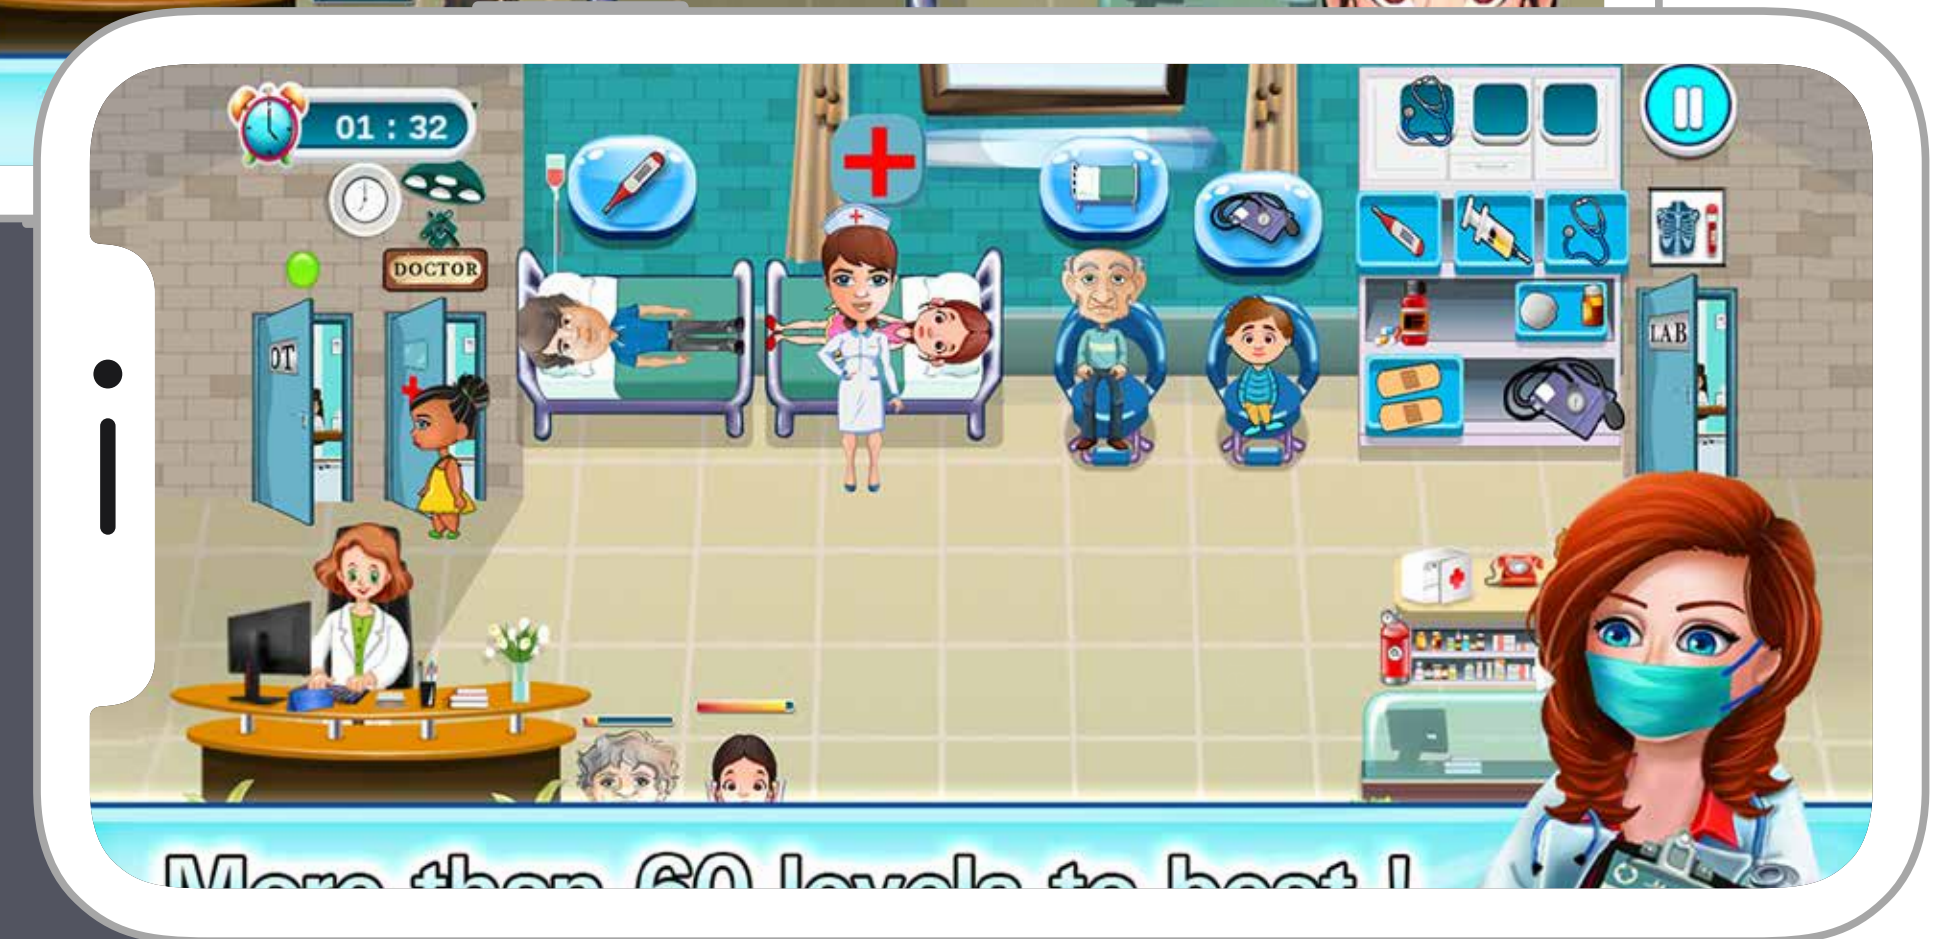 01 : 32
DOCTOR
OT
LAB
More than 60 levels to beat !